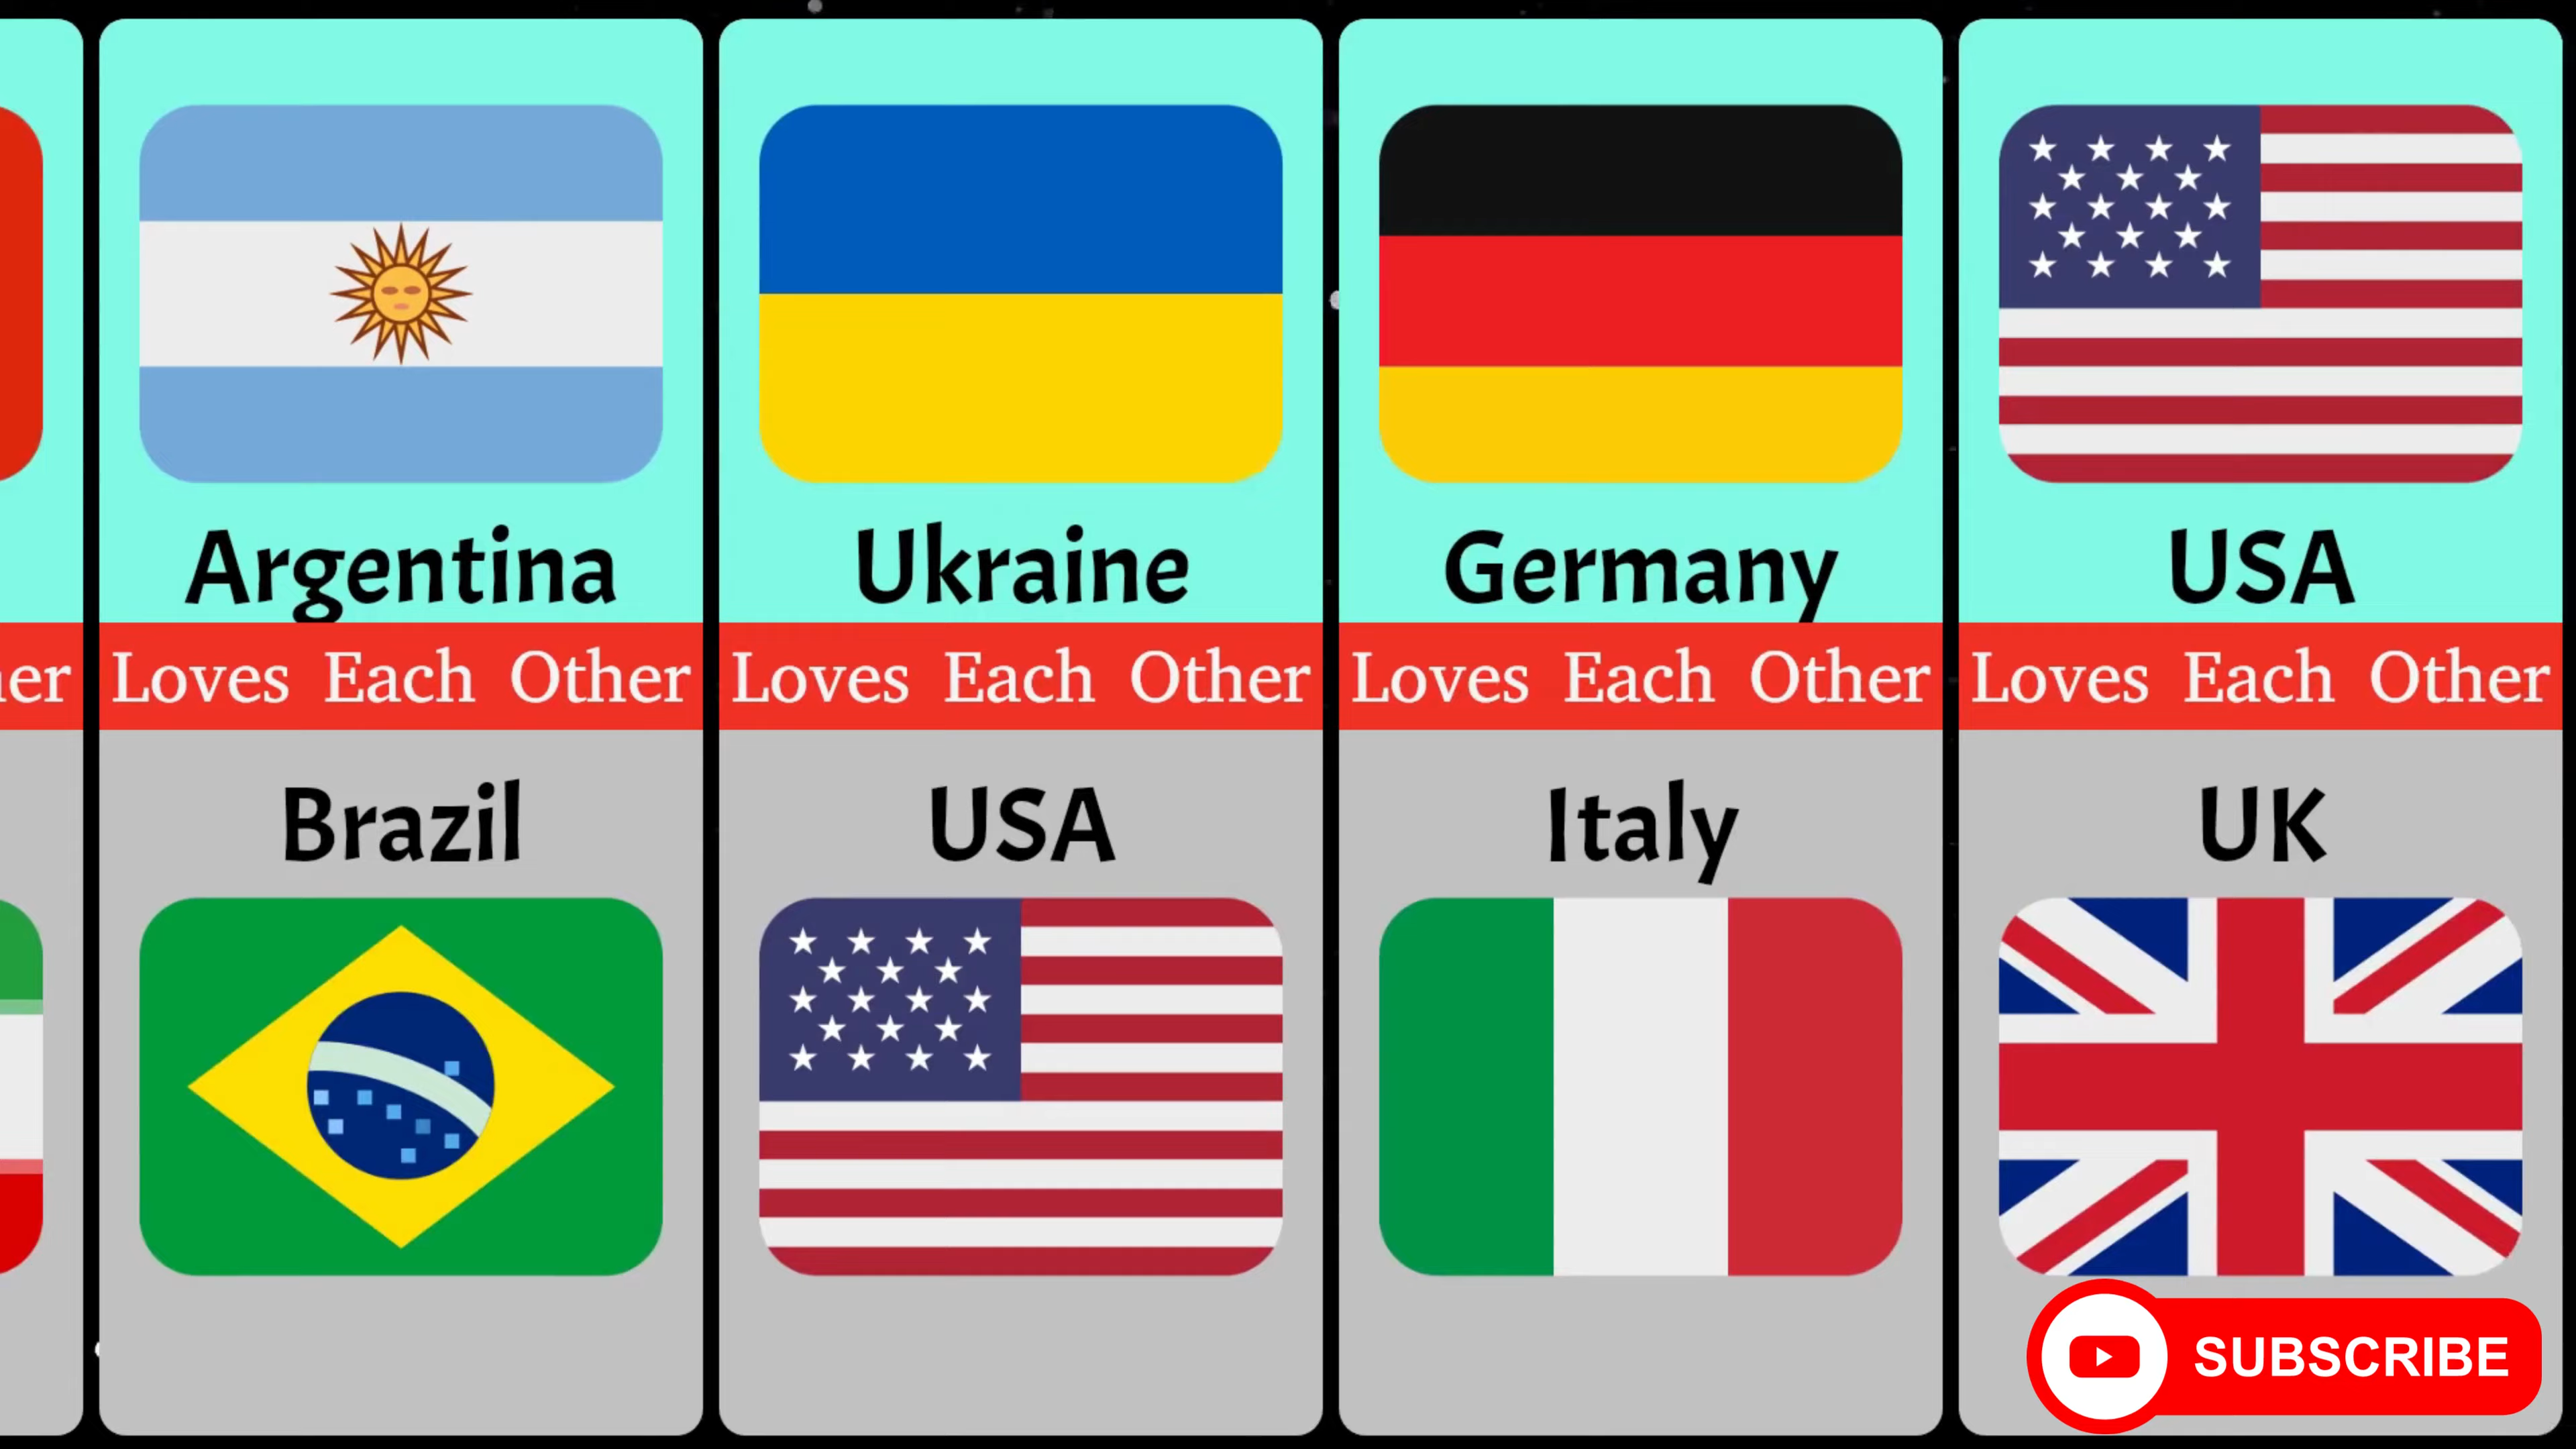 Argentina
Loves Each Other
Brazil
Ukraine
Loves Each Other
USA
Germany
Loves Each Other
Italy
USA
Loves Each Other
UK
SUBSCRIBE